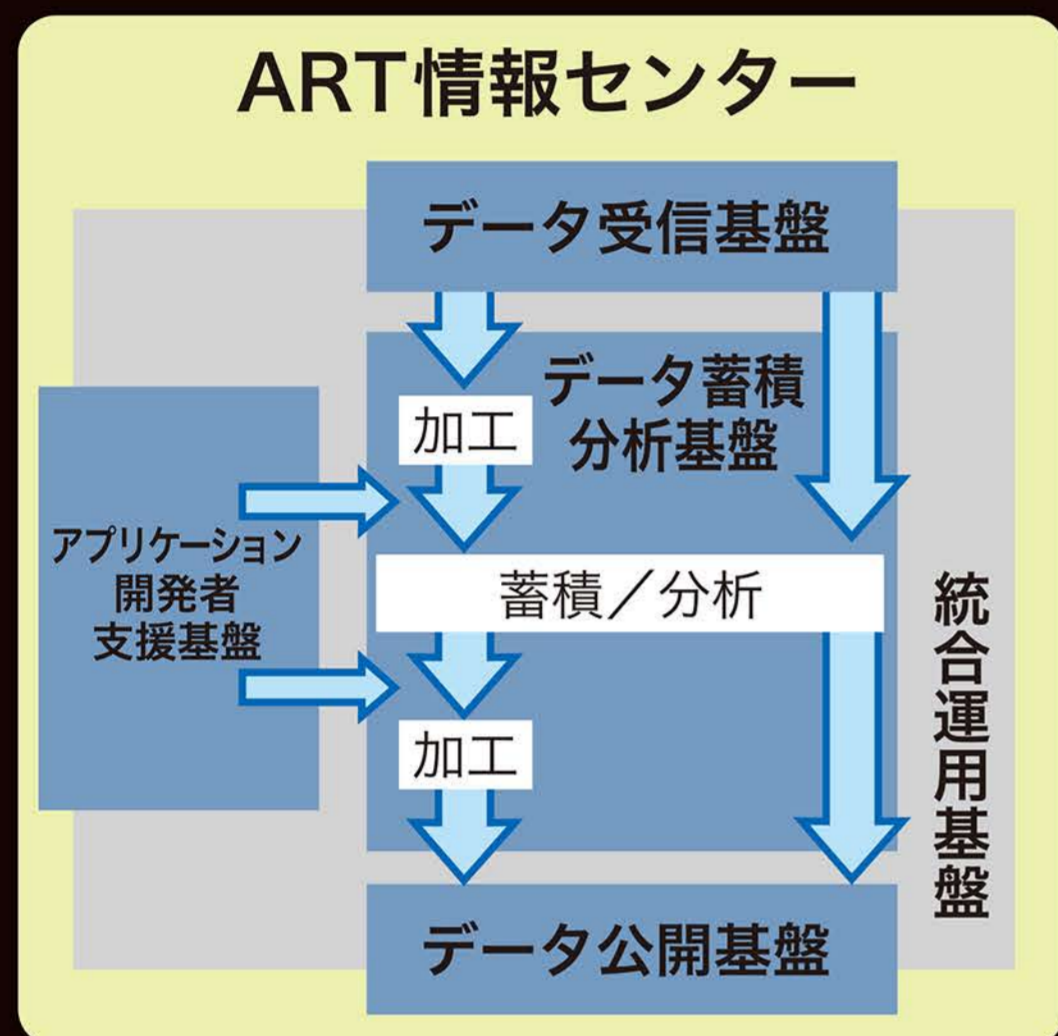 ART情報センター
データ受信基盤
データ蓄積
分析基盤
加工
アプリケーション
開発者
支援基盤
蓄積／分析
加工
統合運用基盤
データ公開基盤